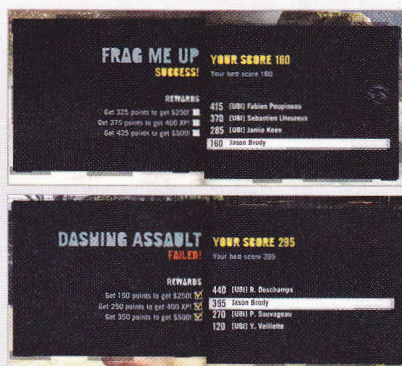 FRAG ME UP
SUCCESS!
REWARDS
Get 325 points to get $250!
Get 375 points to get 400 XP!
Get 425 points to get $500!
YOUR SCORE 160
Your best score 160
415 [UBI] Fabien Poupineau
370 [UBI] Sebastien LHeureux
285 [UBI] Jamie Keen
160 Jason Brody
DASHING ASSAULT
FAILED!
REWARDS
Get 150 points to get $250!
Get 250 points to get 400 XP!
Get 350 points to get $500!
YOUR SCORE 295
Your best score 395
440 [UBI] R. Deschamps
395 Jason Brody
270 [UBI] P. Sauvageau
120 [UBI] Y. Veillette